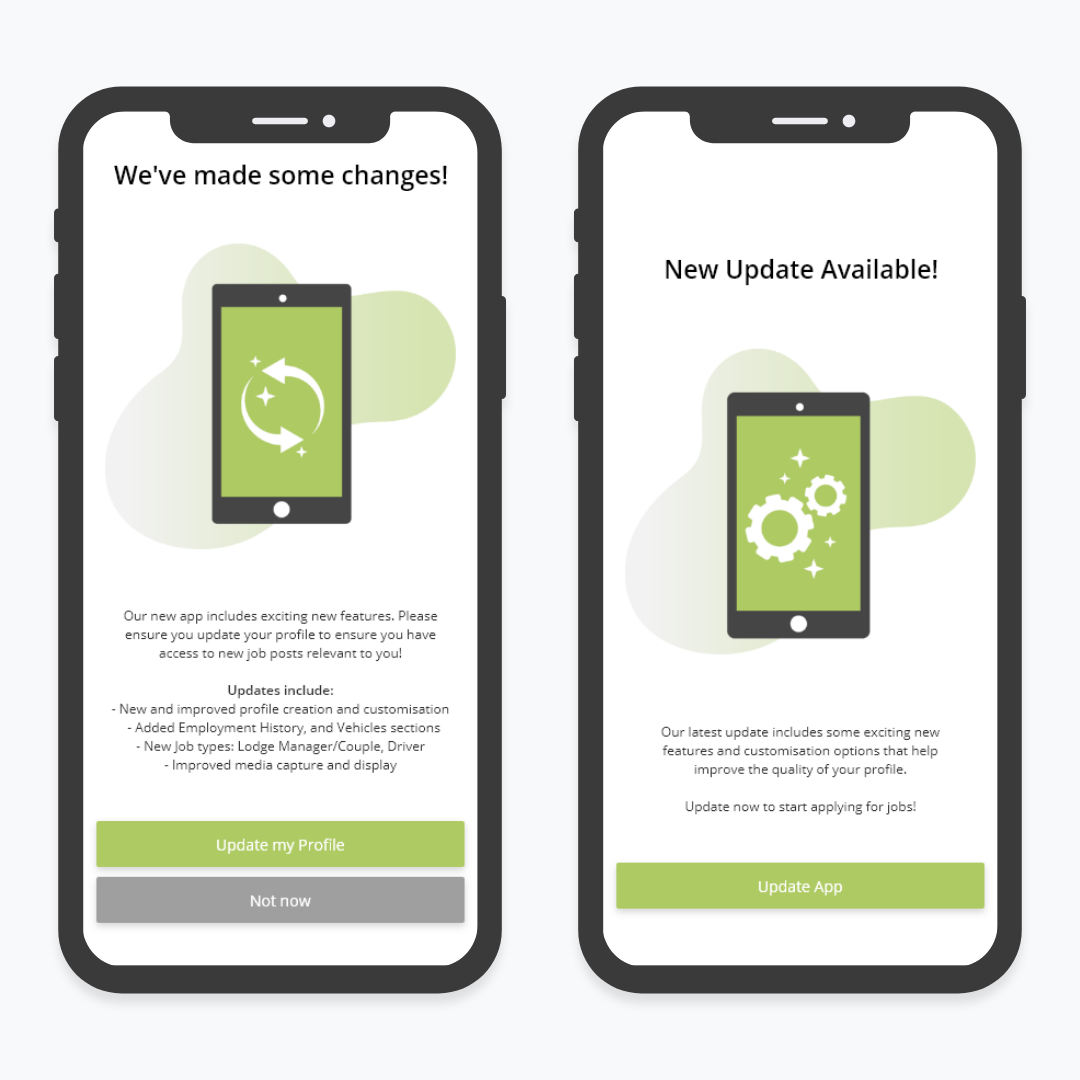 We've made some changes!
Our new app includes exciting new features. Please
ensure you update your profile to ensure you have
access to new job posts relevant to you!
Updates include:
- New and improved profile creation and customisation
- Added Employment History, and Vehicles sections
- New Job types: Lodge Manager/Couple, Driver
- Improved media capture and display
Update my Profile
Not now
New Update Available!
Our latest update includes some exciting new
features and customisation options that help
improve the quality of your profile.
Update now to start applying for jobs!
Update App